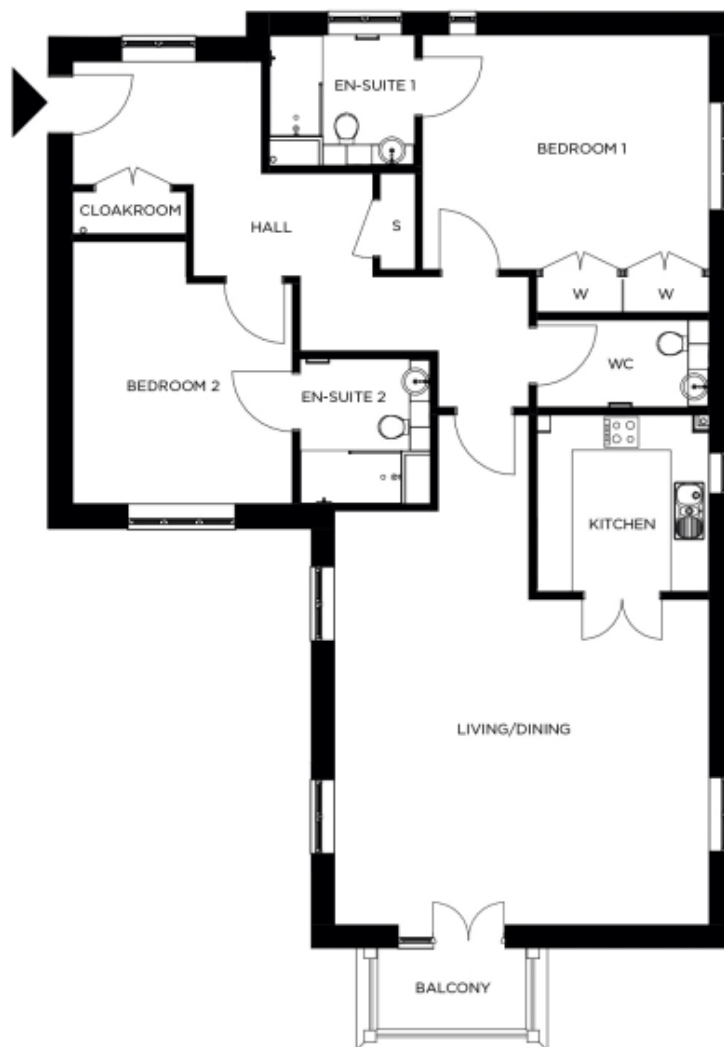 EN-SUITE 1
BEDROOM 1
CLOAKROOM
HALL
S
W
W
WC
BEDROOM 2
EN-SUITE 2
KITCHEN
LIVING/DINING
BALCONY